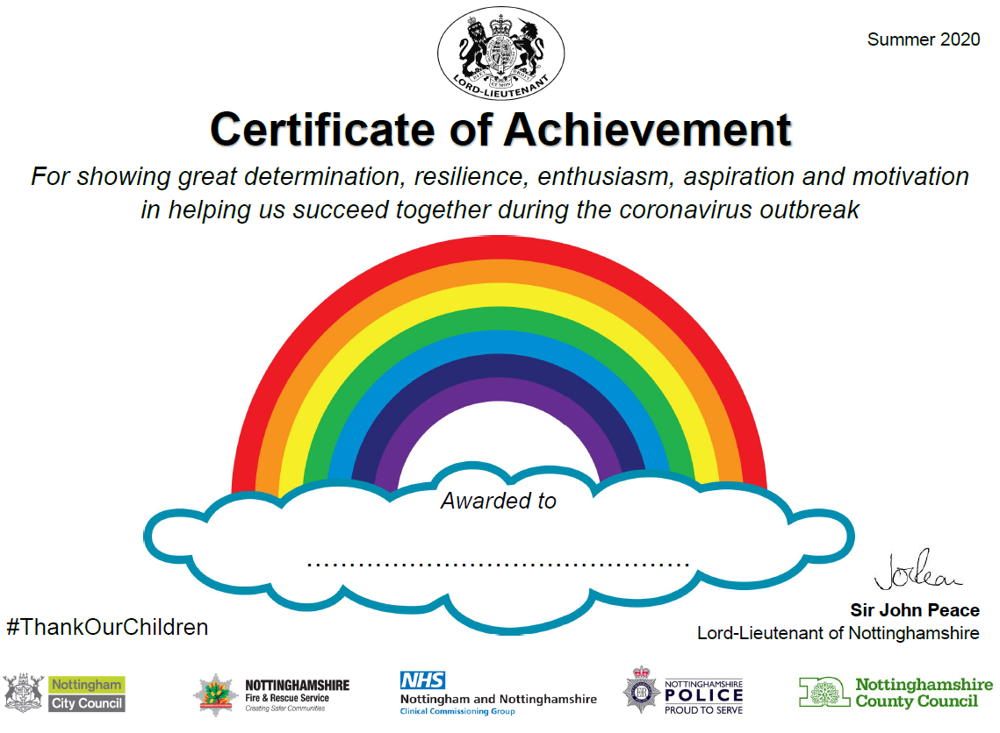 Summer 2020
LORD-LIEUTENANT
Certificate of Achievement
For showing great determination, resilience, enthusiasm, aspiration and motivation
in helping us succeed together during the coronavirus outbreak
Awarded to
............................................
Sir John Peace
#ThankOurChildren
Lord-Lieutenant of Nottinghamshire
Nottingham
City Council
NOTTINGHAMSHIRE
Fire & Rescue Service
Creating Safer Communities
NHS
Nottingham and Nottinghamshire
Clinical Commissioning Group
NOTTINGHAMSHIRE
POLICE
PROUD TO SERVE
Nottinghamshire
County Council